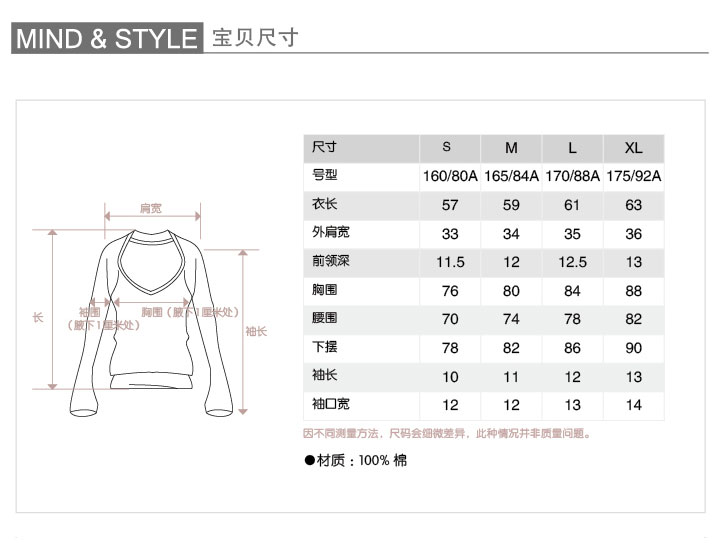 MIND & STYLE 宝贝尺寸
尺寸 S M L XL
号型 160/80A 165/84A 170/88A 175/92A
衣长 57 59 61 63
外肩宽 33 34 35 36
前领深 11.5 12 12.5 13
胸围 76 80 84 88
腰围 70 74 78 82
下摆 78 82 86 90
袖长 10 11 12 13
袖口宽 12 12 13 14
肩宽
袖围
（腋下1厘米处）
胸围（腋下1厘米处）
长
袖长
因不同测量方法，尺码会细微差异，此种情况并非质量问题。
●材质：100% 棉